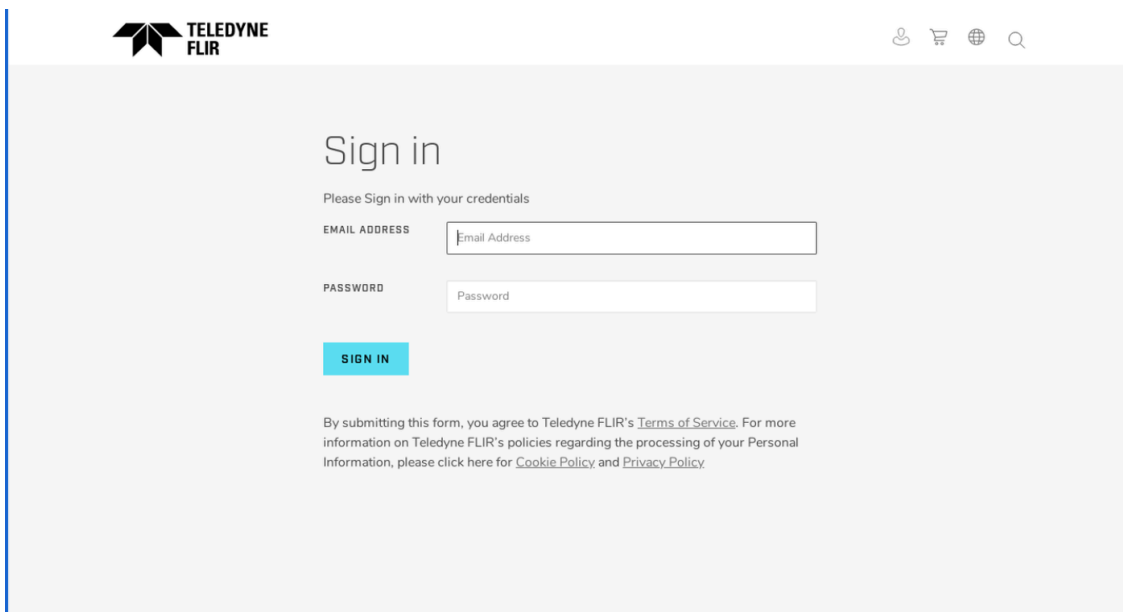 TELEDYNE
FLIR
Sign in
Please Sign in with your credentials
EMAIL ADDRESS
Email Address
PASSWORD
Password
SIGN IN
By submitting this form, you agree to Teledyne FLIR's Terms of Service. For more
information on Teledyne FLIR's policies regarding the processing of your Personal
Information, please click here for Cookie Policy and Privacy Policy